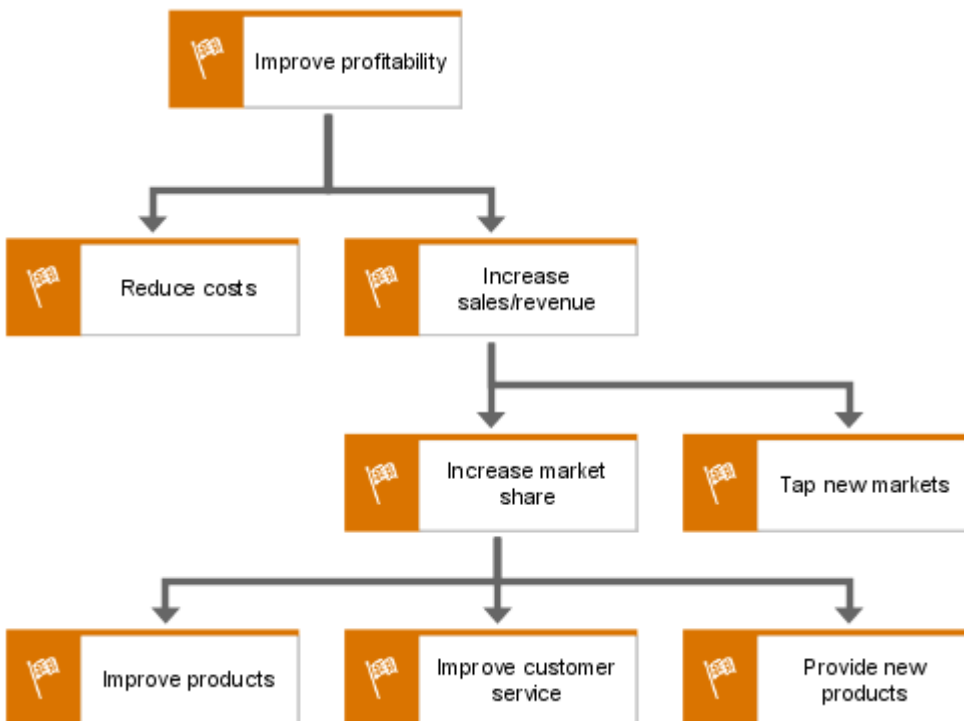 Improve profitability
Reduce costs
Increase
sales/revenue
Increase market
share
Tap new markets
Improve products
Improve customer
service
Provide new
products